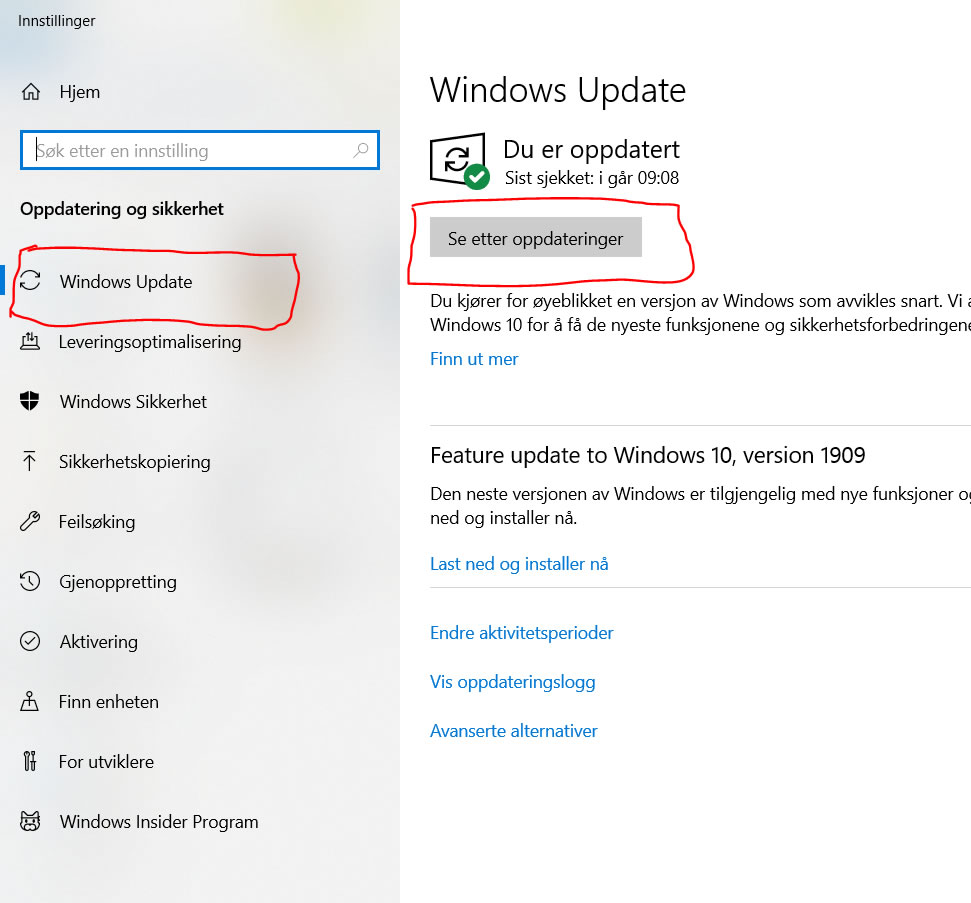 Innstillinger
Hjem
Søk etter en innstilling
Oppdatering og sikkerhet
Windows Update
Leveringsoptimalisering
Windows Sikkerhet
Sikkerhetskopiering
Feilsøking
Gjenoppretting
Aktivering
Finn enheten
For utviklere
Windows Insider Program
Windows Update
Du er oppdatert
Sist sjekket: i går 09:08
Se etter oppdateringer
Du kjører for øyeblikket en versjon av Windows som avvikles snart. Vi
Windows 10 for å få de nyeste funksjonene og sikkerhetsforbedringene
Finn ut mer
Feature update to Windows 10, version 1909
Den neste versjonen av Windows er tilgjengelig med nye funksjoner
ned og installer nå.
Last ned og installer nå
Endre aktivitetsperioder
Vis oppdateringslogg
Avanserte alternativer